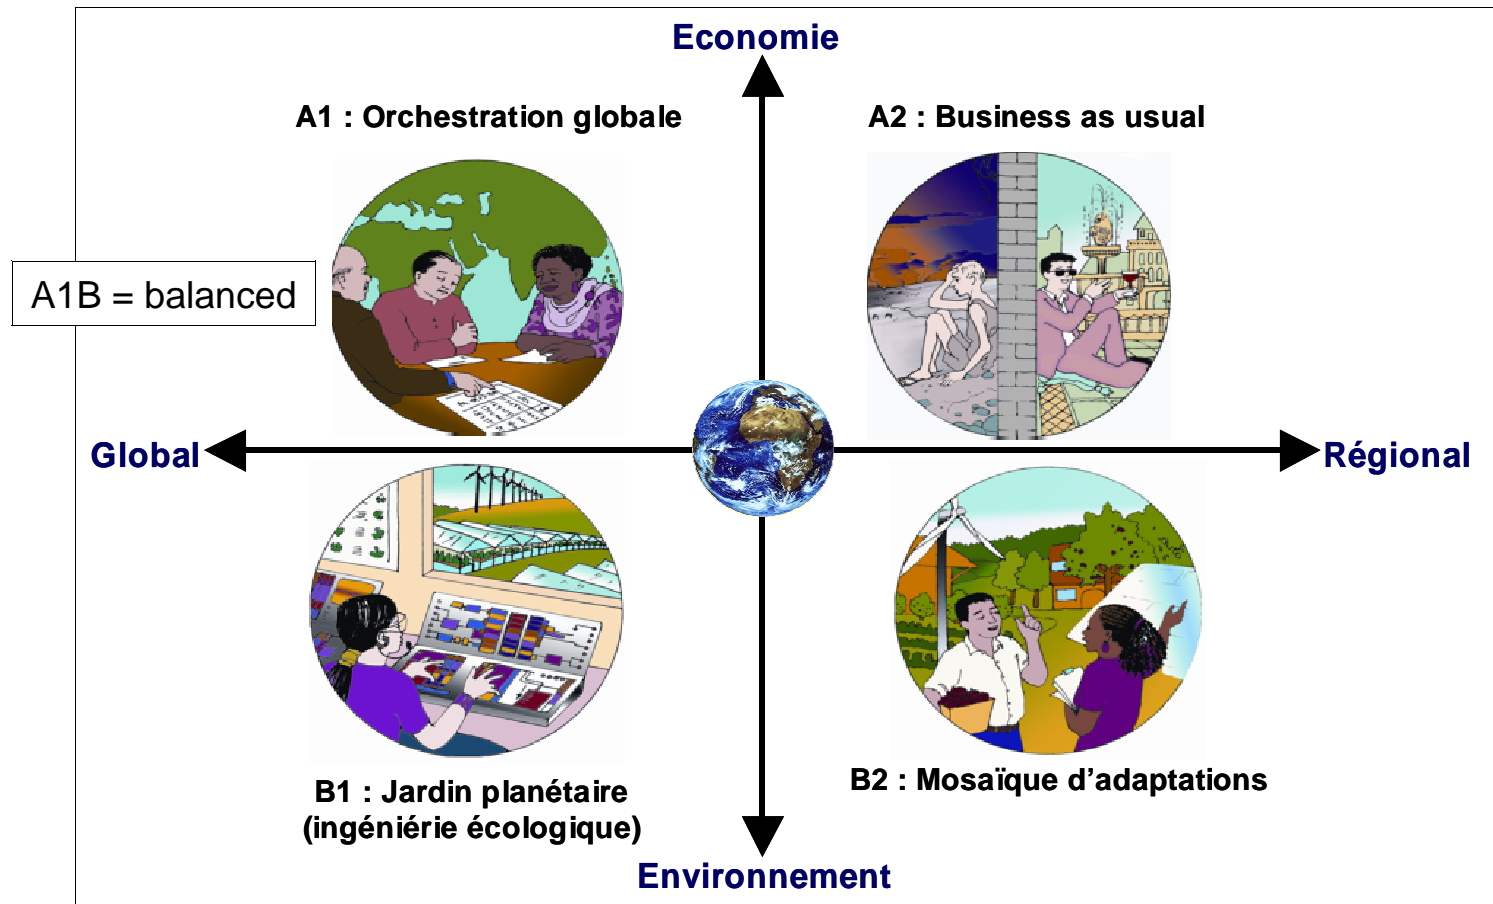 Economie
A1 : Orchestration globale
A2 : Business as usual
A1B = balanced
Global
Régional
B1 : Jardin planétaire
(ingéniérie écologique)
B2 : Mosaïque d’adaptations
Environnement